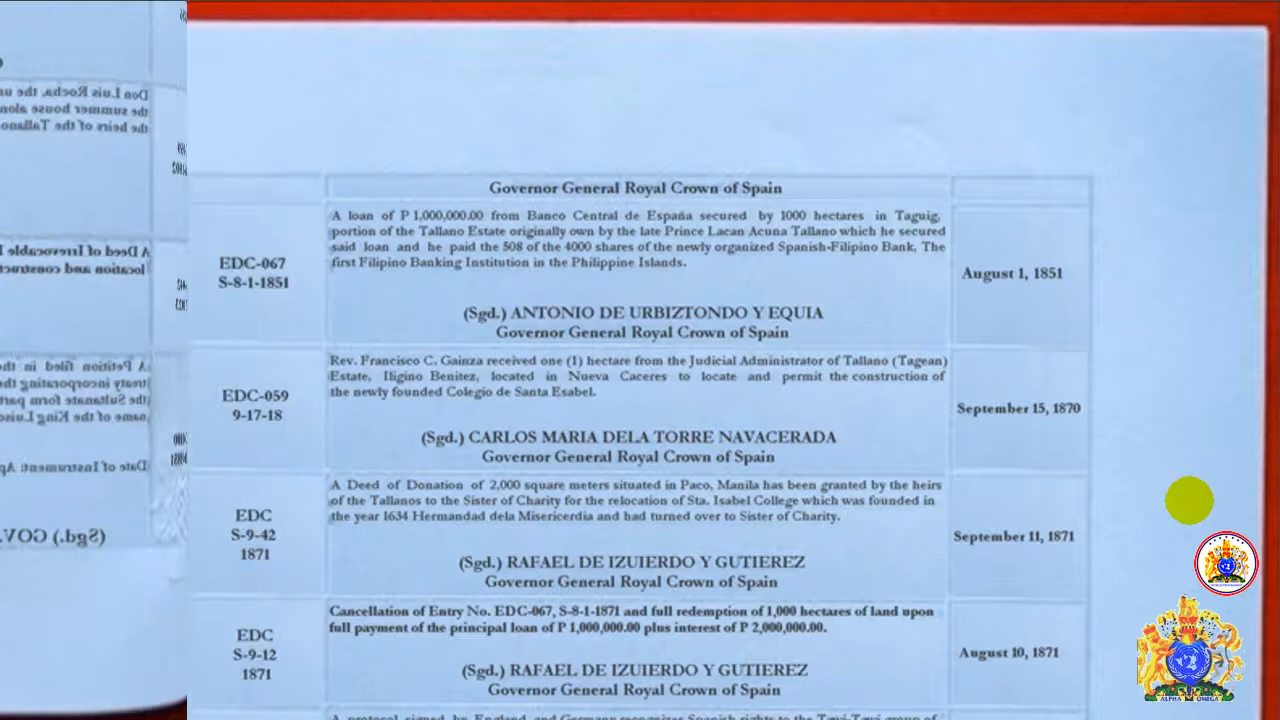 Governor General Royal Crown of Spain
EDC-067
S-8-1-1851
A loan of P 1,000,000.00 from Banco Central de España secured by 1000 hectares in Taguig,
portion of the Tallano Estate originally own by the late Prince Lacan Acuna Tallano which he secured
said loan and he paid the 508 of the 4000 shares of the newly organized Spanish-Filipino Bank, The
first Filipino Banking Institution in the Philippine Islands.
(Sgd.) ANTONIO DE URBIZTONDO Y EQUIA
Governor General Royal Crown of Spain
August 1, 1851
EDC-059
9-17-18
Rev. Francisco C. Gainza received one (1) hectare from the Judicial Administrator of Tallano (Tagean)
Estate, Iligino Benitez, located in Nueva Caceres to locate and permit the construction of
the newly founded Colegio de Santa Esabel.
(Sgd.) CARLOS MARIA DELA TORRE NAVACERADA
Governor General Royal Crown of Spain
September 15, 1870
EDC
S-9-42
1871
A Deed of Donation of 2,000 square meters situated in Paco, Manila has been granted by the heirs
of the Tallanos to the Sister of Charity for the relocation of Sta. Isabel College which was founded in
the year 1634 Hermandad dela Misericerdia and had turned over to Sister of Charity.
(Sgd.) RAFAEL DE IZUIERDO Y GUTIEREZ
Governor General Royal Crown of Spain
September 11, 1871
EDC
S-9-12
1871
Cancellation of Entry No. EDC-067, S-8-1-1871 and full redemption of 1,000 hectares of land upon
full payment of the principal loan of P 1,000,000.00 plus interest of P 2,000,000.00.
(Sgd.) RAFAEL DE IZUIERDO Y GUTIEREZ
Governor General Royal Crown of Spain
August 10, 1871
A protocol signed by England and Germany recognizes Spanish rights to the Tawi-Tawi group of
Don Luis Rocha, the
the summer house
the heirs of the
A Deed of Irrevocable
location and
A Petition filed in
treaty incorporating
the Sultanate form
name of the King
Date of Instrument
(Sgd.) GOV.
ALPHA OMEGA